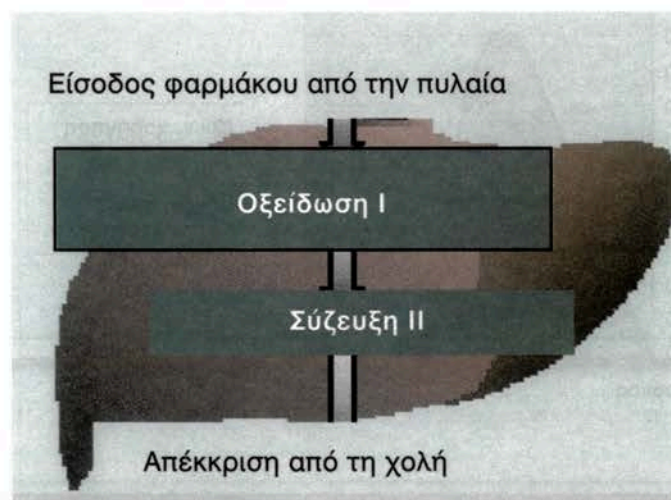 Είσοδος φαρμάκου από την πυλαία
Οξείδωση Ι
Σύζευξη ΙΙ
Απέκκριση από τη χολή